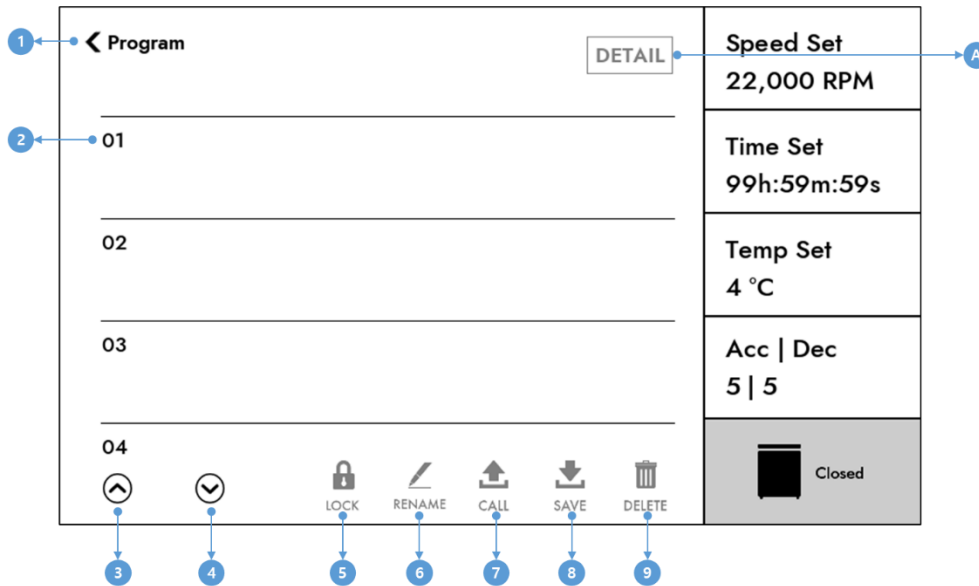 1
Program
DETAIL
A
2
01
02
03
04
LOCK
RENAME
CALL
SAVE
DELETE
3
4
5
6
7
8
9
Speed Set
22,000 RPM
Time Set
99h:59m:59s
Temp Set
4 °C
Acc | Dec
5 | 5
Closed